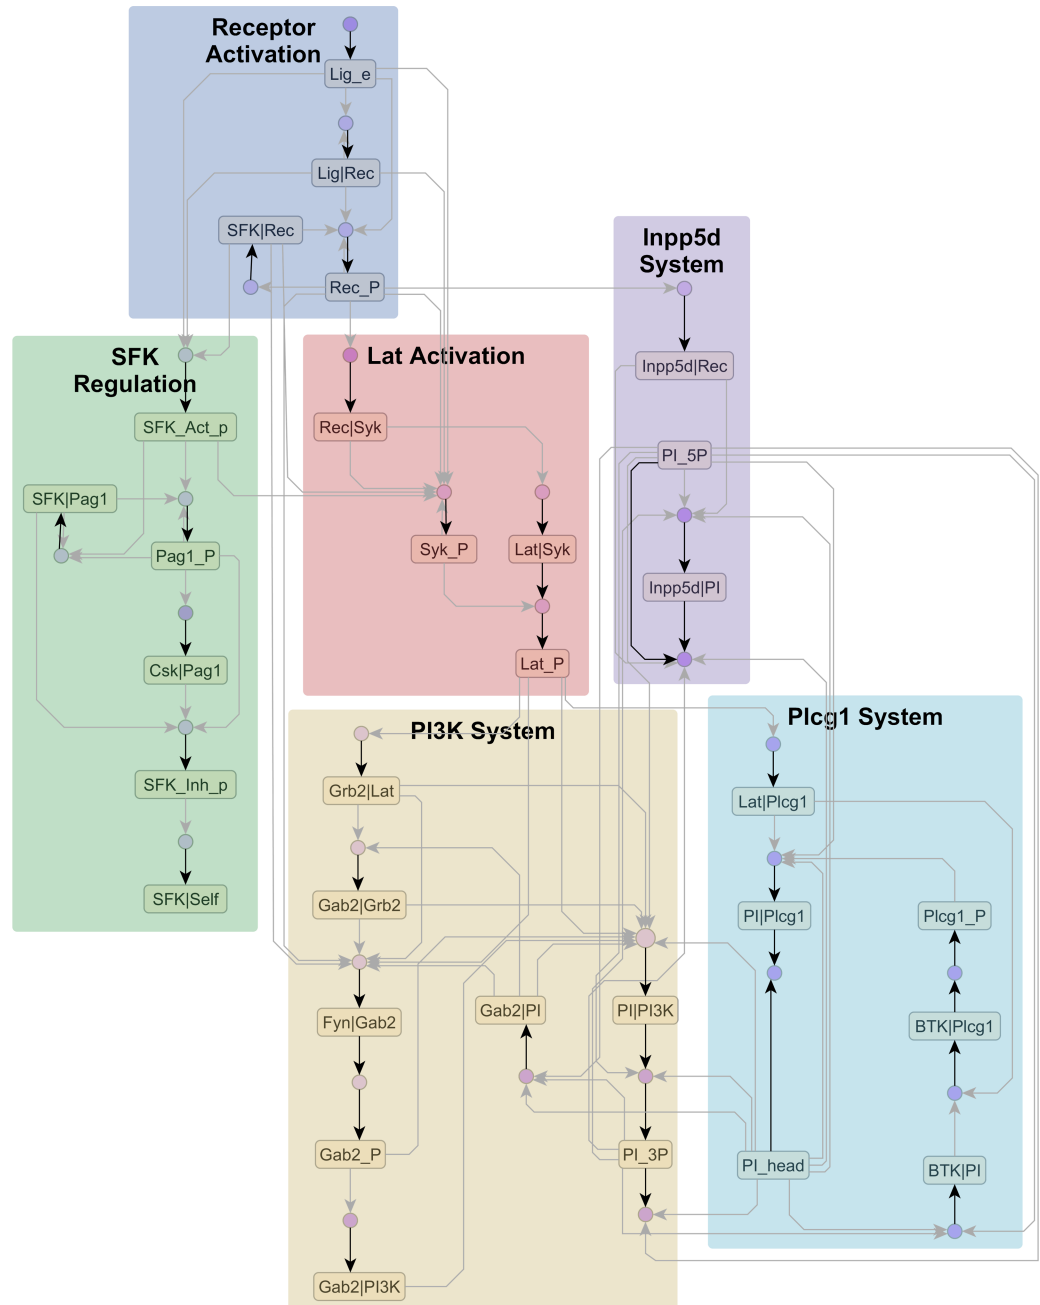 Receptor
Activation
Lig_e
Lig|Rec
SFK|Rec
Rec_P
Inpp5d
System
Inpp5d|Rec
PI_5P
Inpp5d|PI
SFK
Regulation
SFK_Act_p
SFK|Pag1
Pag1_P
Csk|Pag1
SFK_Inh_p
SFK|Self
Lat Activation
Rec|Syk
Syk_P
Lat|Syk
Lat_P
PI3K System
Grb2|Lat
Gab2|Grb2
Fyn|Gab2
Gab2|PI
PI|PI3K
Gab2_P
PI_3P
Gab2|PI3K
Plcg1 System
Lat|Plcg1
PI|Plcg1
Plcg1_P
BTK|Plcg1
PI_head
BTK|PI